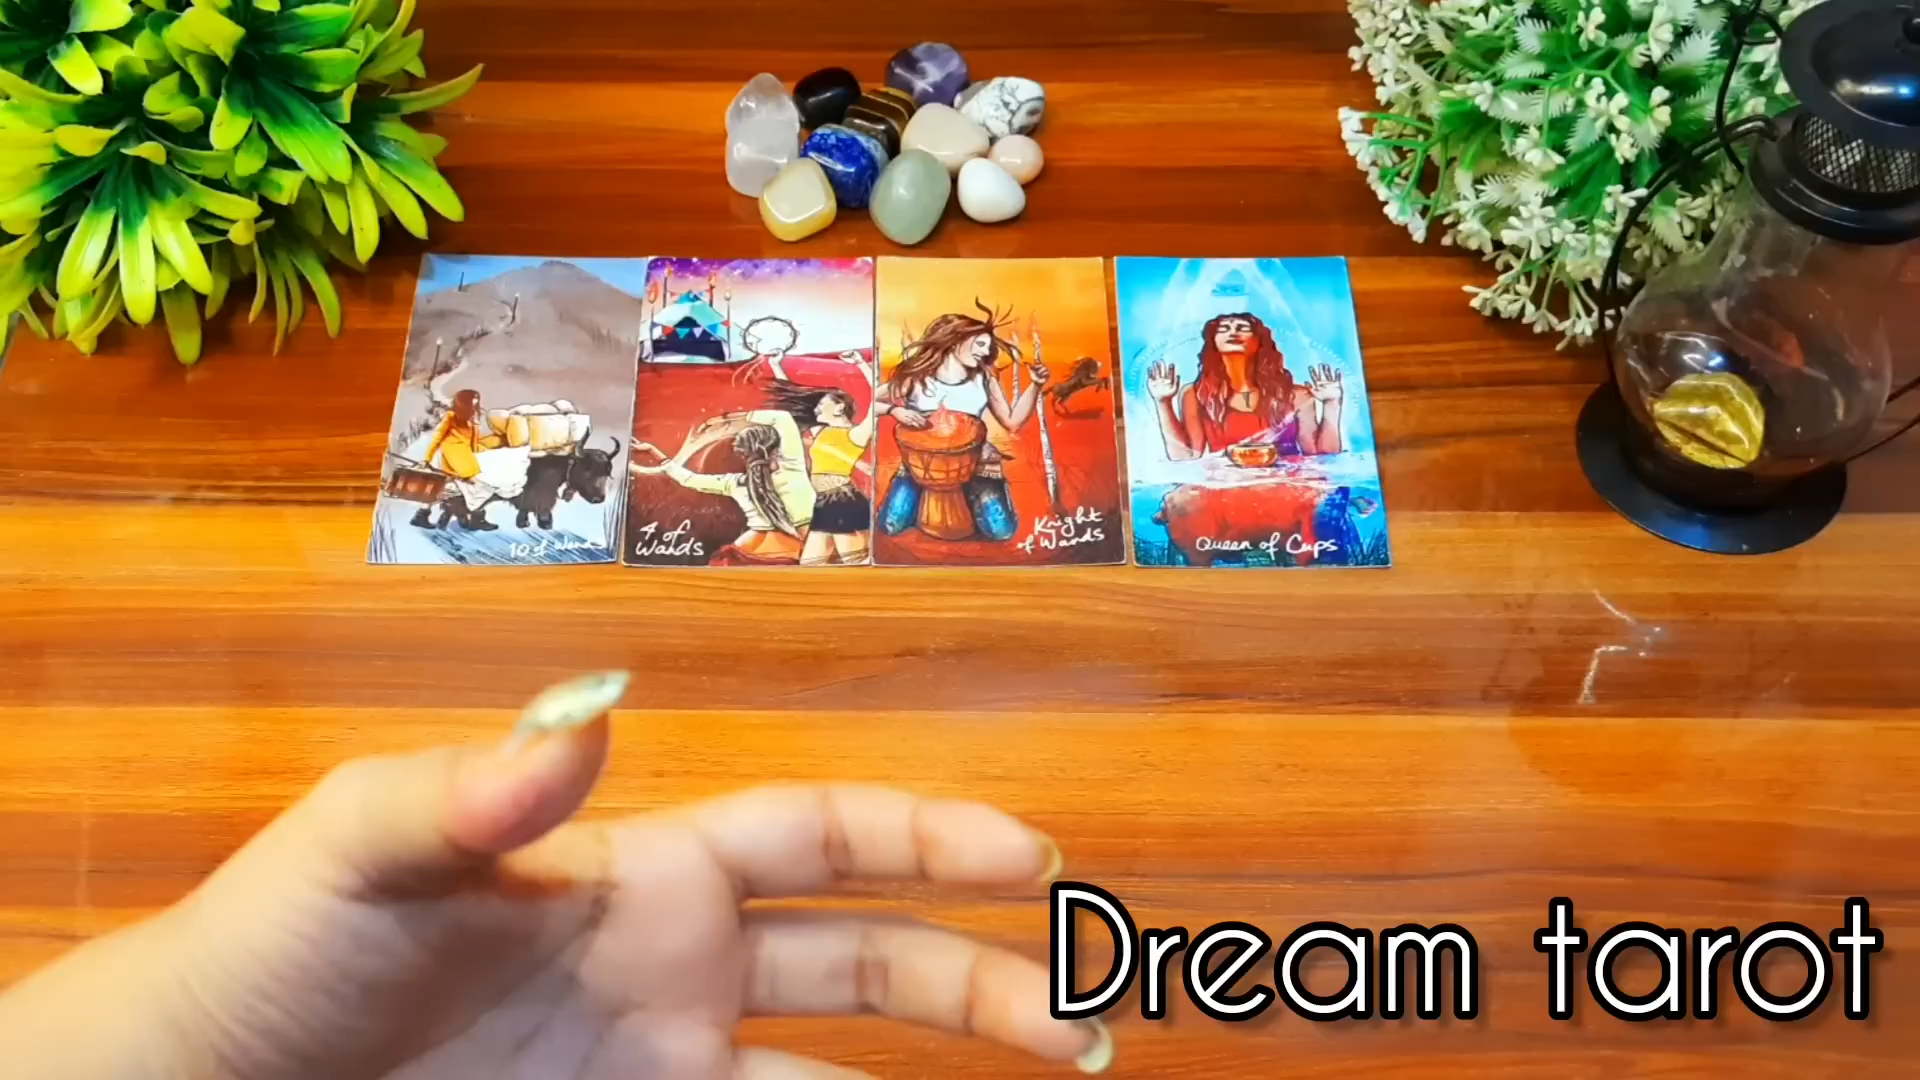 10 of Wands
4 of
Wands
Knight
of Wands
Queen of Cups
Dream tarot